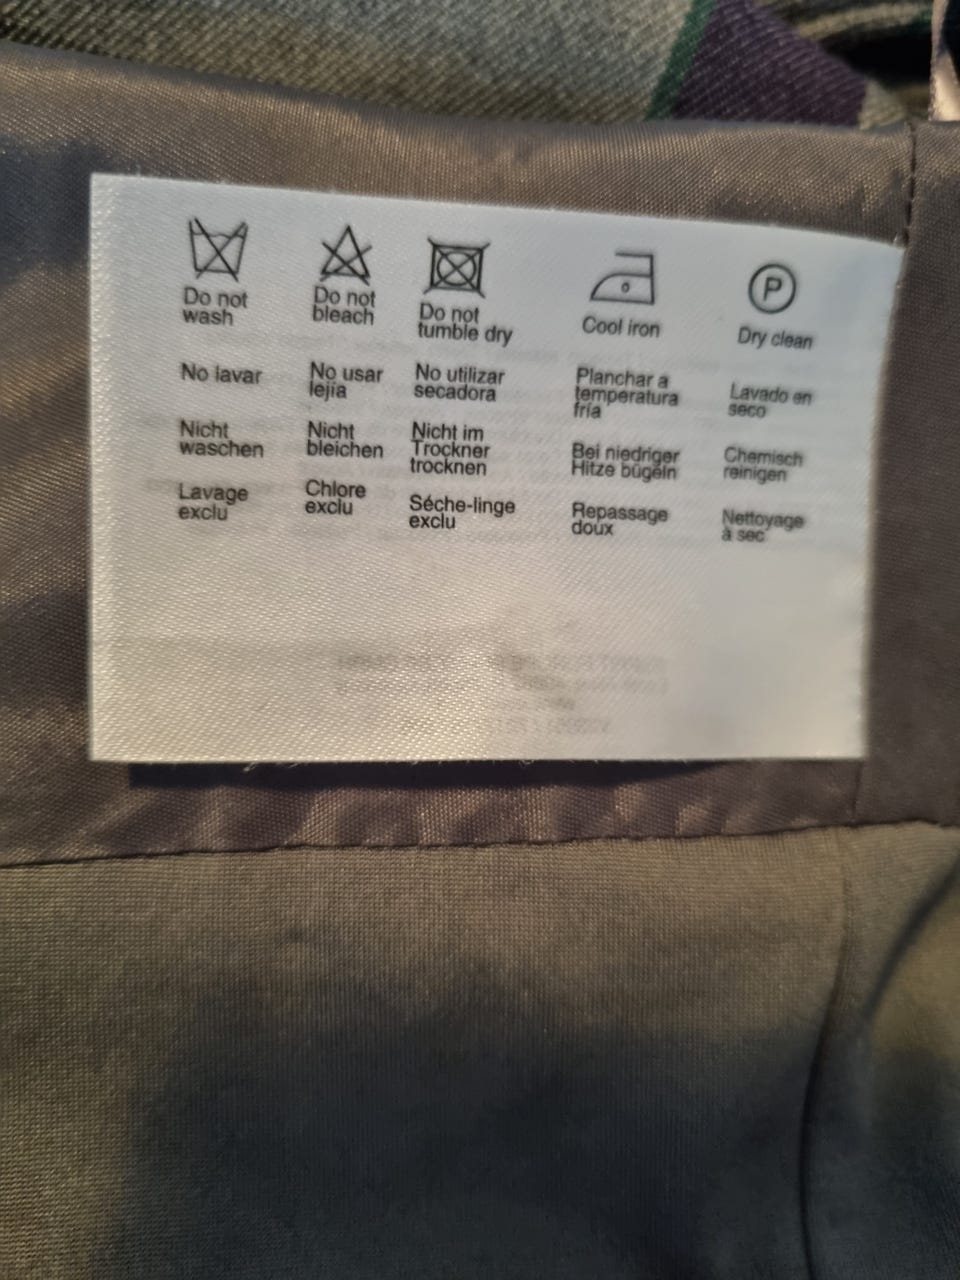 Do not
wash
Do not
bleach
Do not
tumble dry
Cool iron
P
Dry clean
No lavar
No usar
lejía
No utilizar
secadora
Planchar a
temperatura
fría
Lavado en
seco
Nicht
waschen
Nicht
bleichen
Nicht im
Trockner
trocknen
Bei niedriger
Hitze bügeln
Chemisch
reinigen
Lavage
exclu
Chlore
exclu
Séche-linge
exclu
Repassage
doux
Nettoyage
à sec